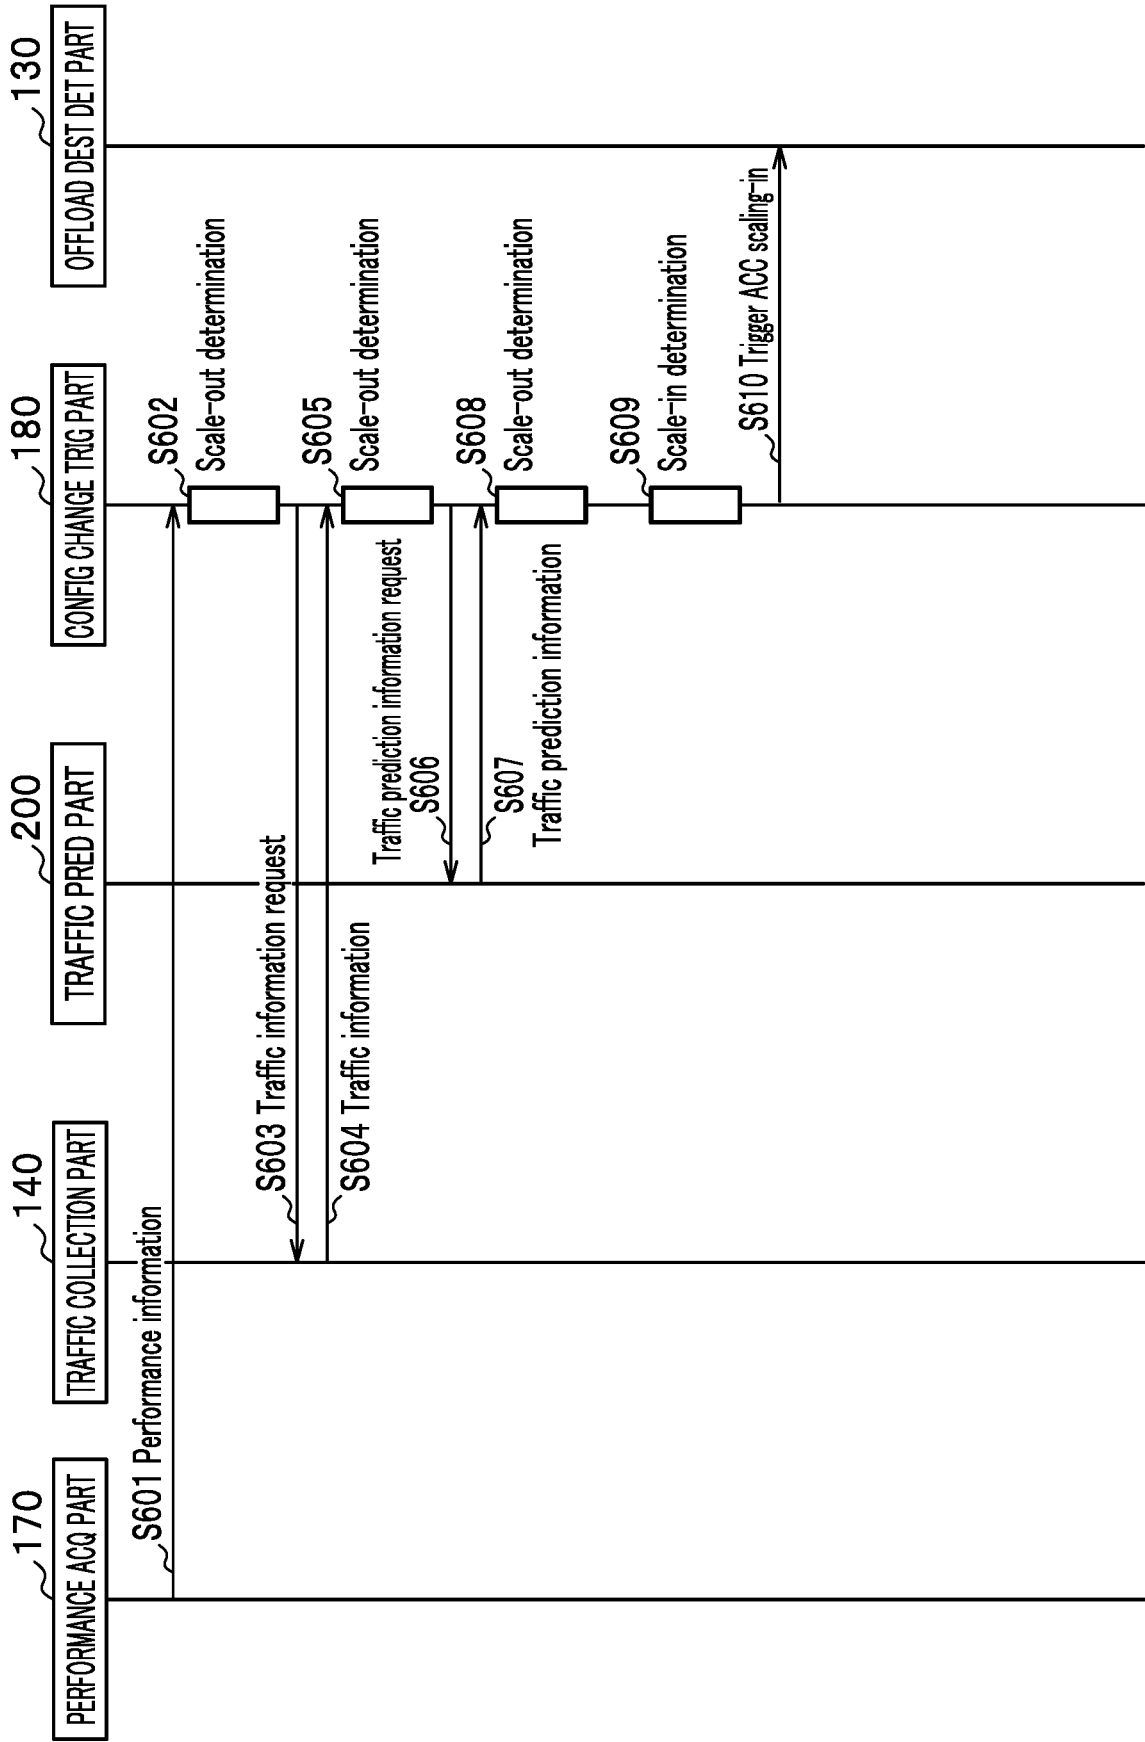 170
PERFORMANCE ACQ PART
140
TRAFFIC COLLECTION PART
200
TRAFFIC PRED PART
180
CONFIG CHANGE TRIG PART
130
OFFLOAD DEST DET PART
S601 Performance information
S602
Scale-out determination
S603 Traffic information request
S604 Traffic information
S605
Scale-out determination
Traffic prediction information request
S606
S607
Traffic prediction information
S608
Scale-out determination
S609
Scale-in determination
S610 Trigger ACC scaling-in